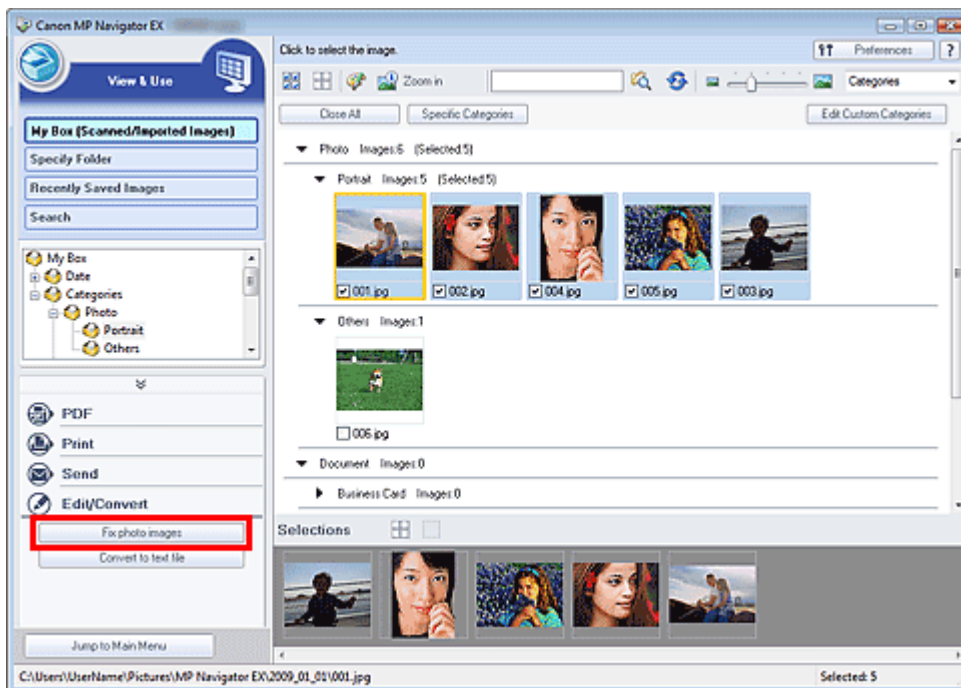 Canon MP Navigator EX
View & Use
My Box (Scanned/Imported Images)
Specify Folder
Recently Saved Images
Search
My Box
Date
Categories
Photo
Portrait
Others
PDF
Print
Send
Edit/Convert
Fix photo images
Convert to text file
Jump to Main Menu
Click to select the image.
Preferences
?
Zoom in
Categories
Close All
Specific Categories
Edit Custom Categories
Photo Images:6 (Selected:5)
Portrait Images:5 (Selected:5)
001.jpg 002.jpg 004.jpg 005.jpg 003.jpg
Others Images:1
006.jpg
Document Images:0
Business Card Images:0
Selections
C:\Users\UserName\Pictures\MP Navigator EX\2009_01_01\001.jpg
Selected: 5